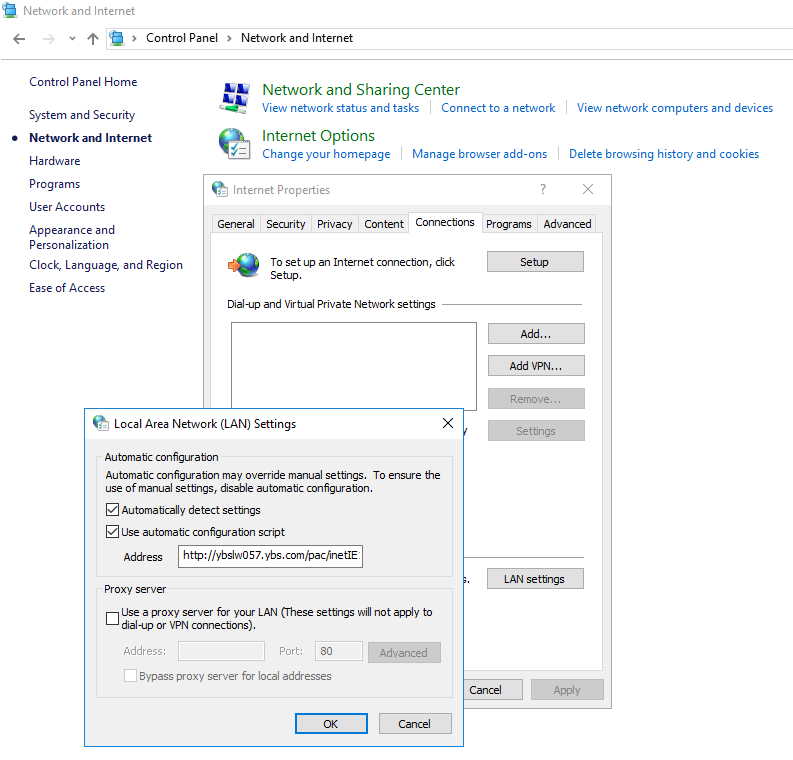 Network and Internet
Control Panel > Network and Internet
Control Panel Home
System and Security
Network and Internet
Hardware
Programs
User Accounts
Appearance and
Personalization
Clock, Language, and Region
Ease of Access
Network and Sharing Center
View network status and tasks
Connect to a network
View network computers and devices
Internet Options
Change your homepage
Manage browser add-ons
Delete browsing history and cookies
Internet Properties
?
General
Security
Privacy
Content
Connections
Programs
Advanced
To set up an Internet connection, click
Setup.
Setup
Dial-up and Virtual Private Network settings
Add...
Add VPN...
Remove...
Settings
LAN settings
Cancel
Apply
Local Area Network (LAN) Settings
Automatic configuration
Automatic configuration may override manual settings. To ensure the
use of manual settings, disable automatic configuration.
Automatically detect settings
Use automatic configuration script
Address
http://ybslw057.ybs.com/pac/inetIE
Proxy server
Use a proxy server for your LAN (These settings will not apply to
dial-up or VPN connections).
Address:
Port:
80
Advanced
Bypass proxy server for local addresses
OK
Cancel